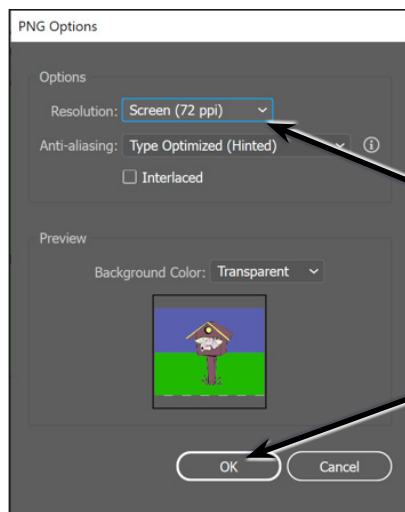 PNG Options
Options
Resolution: Screen (72 ppi)
Anti-aliasing: Type Optimized (Hinted)
Interlaced
Preview
Background Color: Transparent
OK Cancel